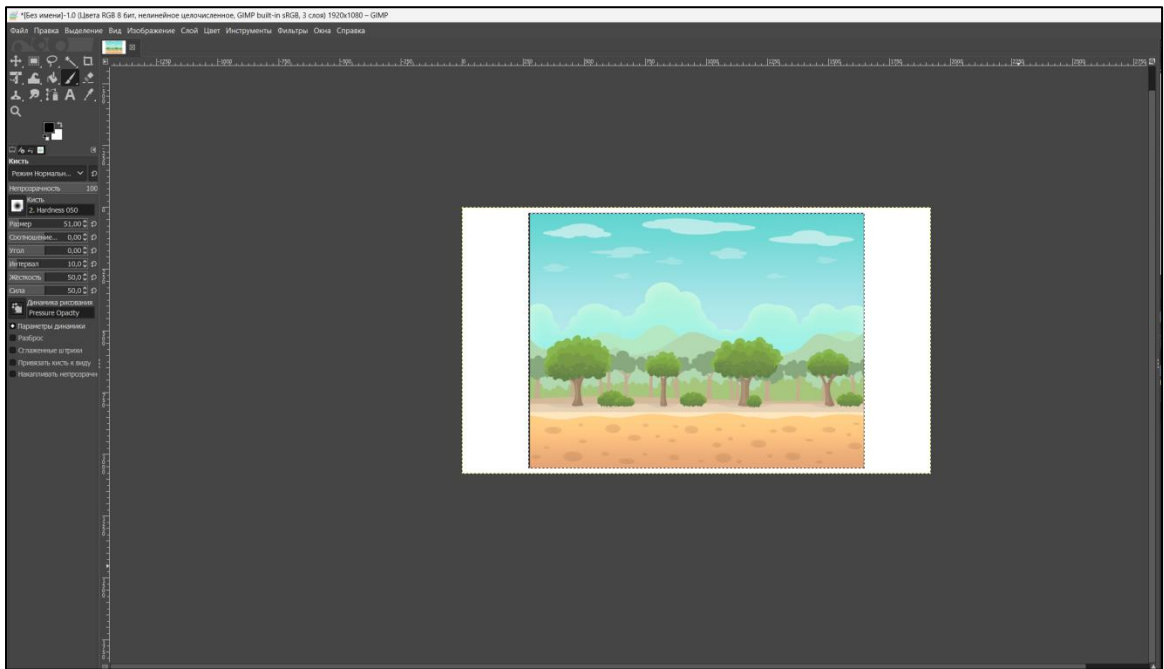 *[Без имени]-1.0 (Цвета RGB 8 бит, нелинейное целочисленное, GIMP built-in sRGB, 3 слоя) 1920x1080 – GIMP
Файл Правка Выделение Вид Изображение Слой Цвет Инструменты Фильтры Окна Справка
Кисть
Режим Нормальн...
Непрозрачность 100
Кисть
2. Hardness 050
Размер 51,00
Соотношение... 0,00
Угол 0,00
Интервал 10,0
Жёсткость 50,0
Сила 50,0
Динамика рисования
Pressure Opacity
Параметры динамики
Разброс
Сглаженные штрихи
Привязать кисть к виду
Накапливать непрозрачн